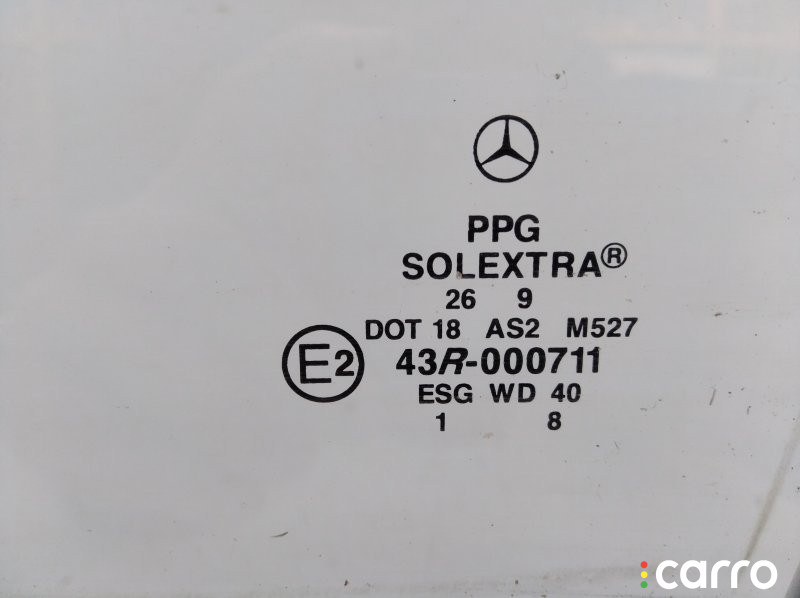 PPG
SOLEXTRA®
26 9
DOT 18 AS2 M527
E2 43R-000711
ESG WD 40
1 8
carro